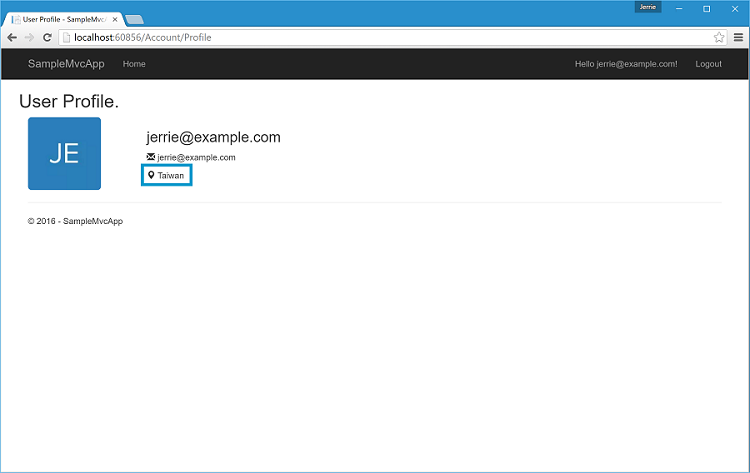 Jerrie
User Profile - SampleMvcA
localhost:60856/Account/Profile
SampleMvcApp Home Hello jerrie@example.com! Logout
User Profile.
JE
jerrie@example.com
jerrie@example.com
Taiwan
© 2016 - SampleMvcApp